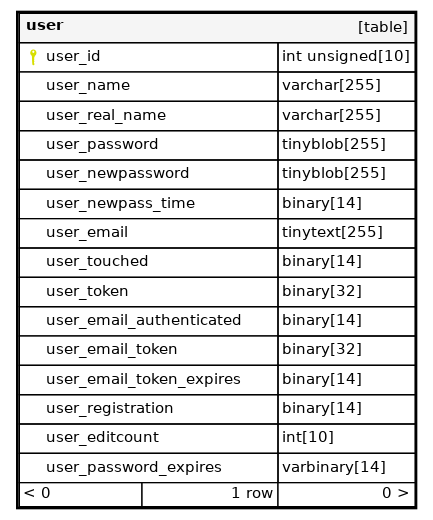 user [table]
user_id int unsigned[10]
user_name varchar[255]
user_real_name varchar[255]
user_password tinyblob[255]
user_newpassword tinyblob[255]
user_newpass_time binary[14]
user_email tinytext[255]
user_touched binary[14]
user_token binary[32]
user_email_authenticated binary[14]
user_email_token binary[32]
user_email_token_expires binary[14]
user_registration binary[14]
user_editcount int[10]
user_password_expires varbinary[14]
< 0 1 row 0 >